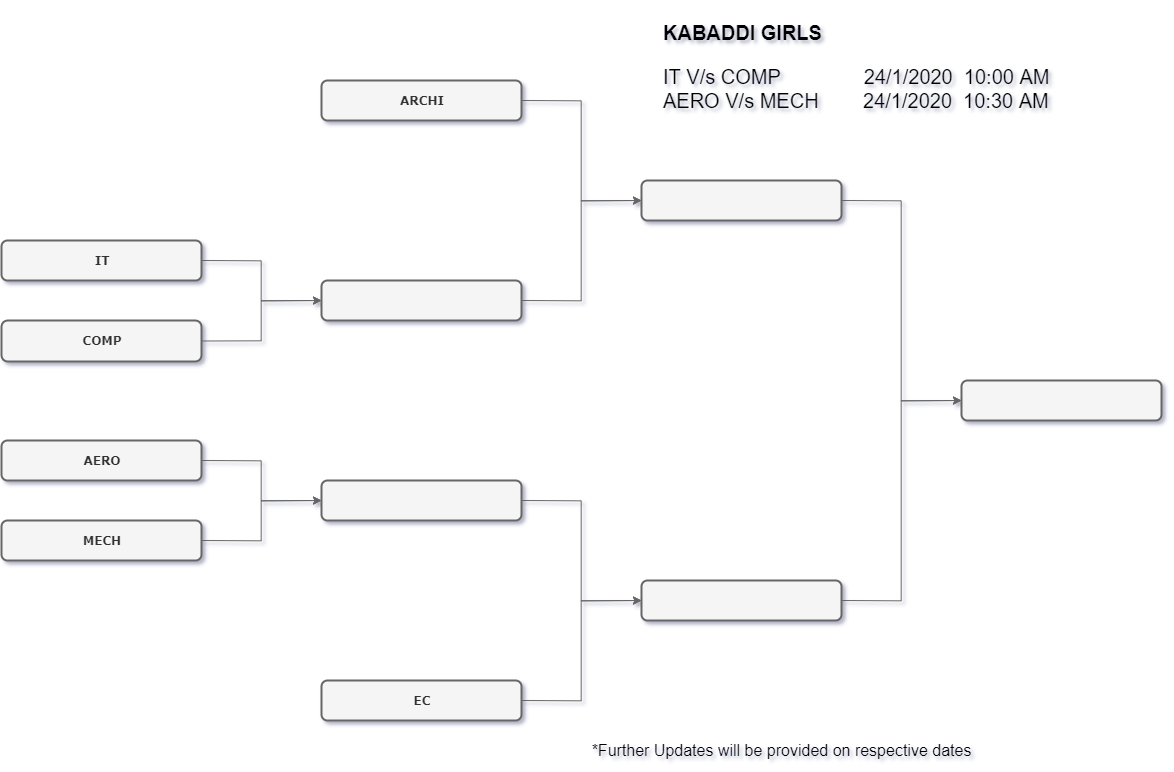 KABADDI GIRLS
IT V/s COMP 24/1/2020 10:00 AM
AERO V/s MECH 24/1/2020 10:30 AM
ARCHI
IT
COMP
AERO
MECH
EC
*Further Updates will be provided on respective dates